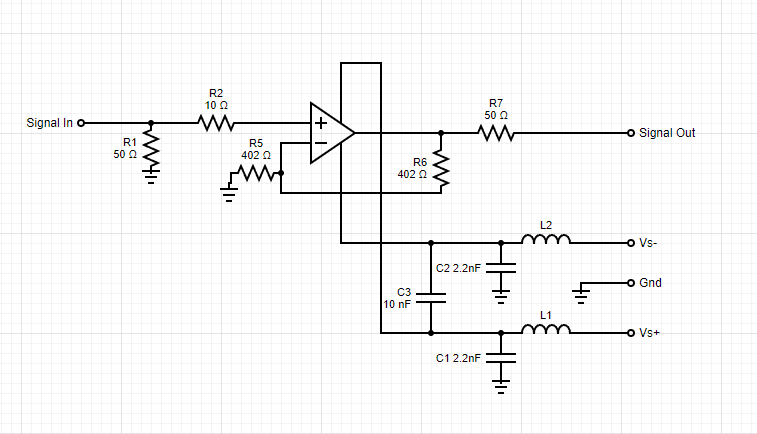 R2
10 Ω
Signal In
R1
50 Ω
R5
402 Ω
+
−
R7
50 Ω
Signal Out
R6
402 Ω
L2
Vs-
C2 2.2nF
Gnd
C3
10 nF
L1
Vs+
C1 2.2nF